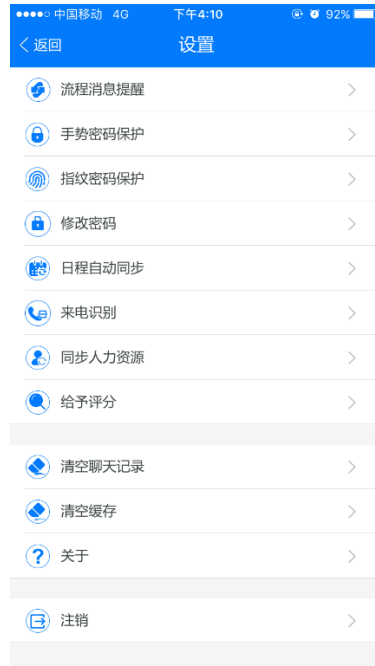 中国移动 4G 下午4:10 92%
返回 设置
流程消息提醒
手势密码保护
指纹密码保护
修改密码
日程自动同步
来电识别
同步人力资源
给予评分
清空聊天记录
清空缓存
关于
注销